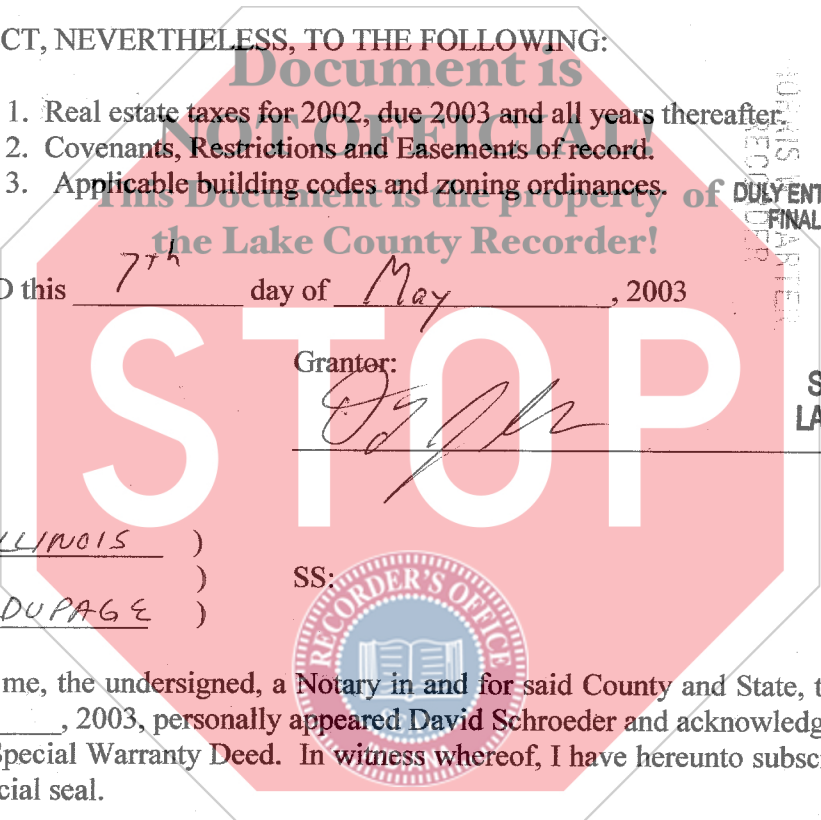 CT, NEVERTHELESS, TO THE FOLLOWING:
Document is
1. Real estate taxes for 2002, due 2003 and all years thereafter.
NOT OFFICIAL!
2. Covenants, Restrictions and Easements of record.
3. Applicable building codes and zoning ordinances.
This Document is the property of
DULY ENT
FINAL
the Lake County Recorder!
RECORDER
D this 7th day of May, 2003
STOP
Grantor:
S
LA
ILLINOIS )
) SS:
DUPAGE )
RECORDER'S OFFICE
me, the undersigned, a Notary in and for said County and State, t
, 2003, personally appeared David Schroeder and acknowledg
Special Warranty Deed. In witness whereof, I have hereunto subsc
cial seal.